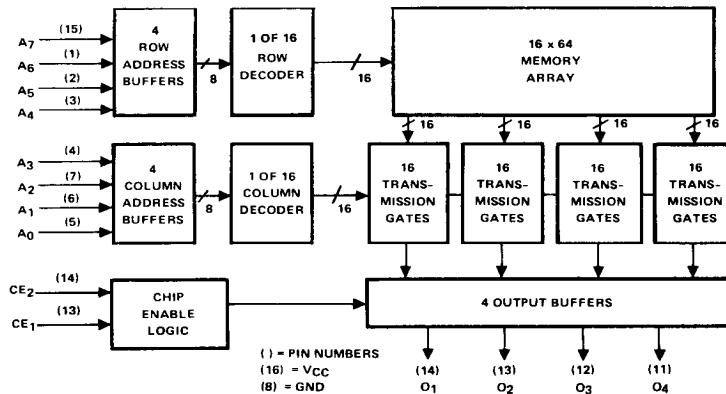 A7 (15)
A6 (1)
A5 (2)
A4 (3)
4
ROW
ADDRESS
BUFFERS
8
1 OF 16
ROW
DECODER
16
16 x 64
MEMORY
ARRAY
16
16
16
16
A3 (4)
A2 (7)
A1 (6)
A0 (5)
4
COLUMN
ADDRESS
BUFFERS
8
1 OF 16
COLUMN
DECODER
16
16
TRANS-
MISSION
GATES
16
TRANS-
MISSION
GATES
16
TRANS-
MISSION
GATES
16
TRANS-
MISSION
GATES
CE2 (14)
CE1 (13)
CHIP
ENABLE
LOGIC
4 OUTPUT BUFFERS
( ) = PIN NUMBERS
(16) = VCC
(8) = GND
(14)
O1
(13)
O2
(12)
O3
(11)
O4